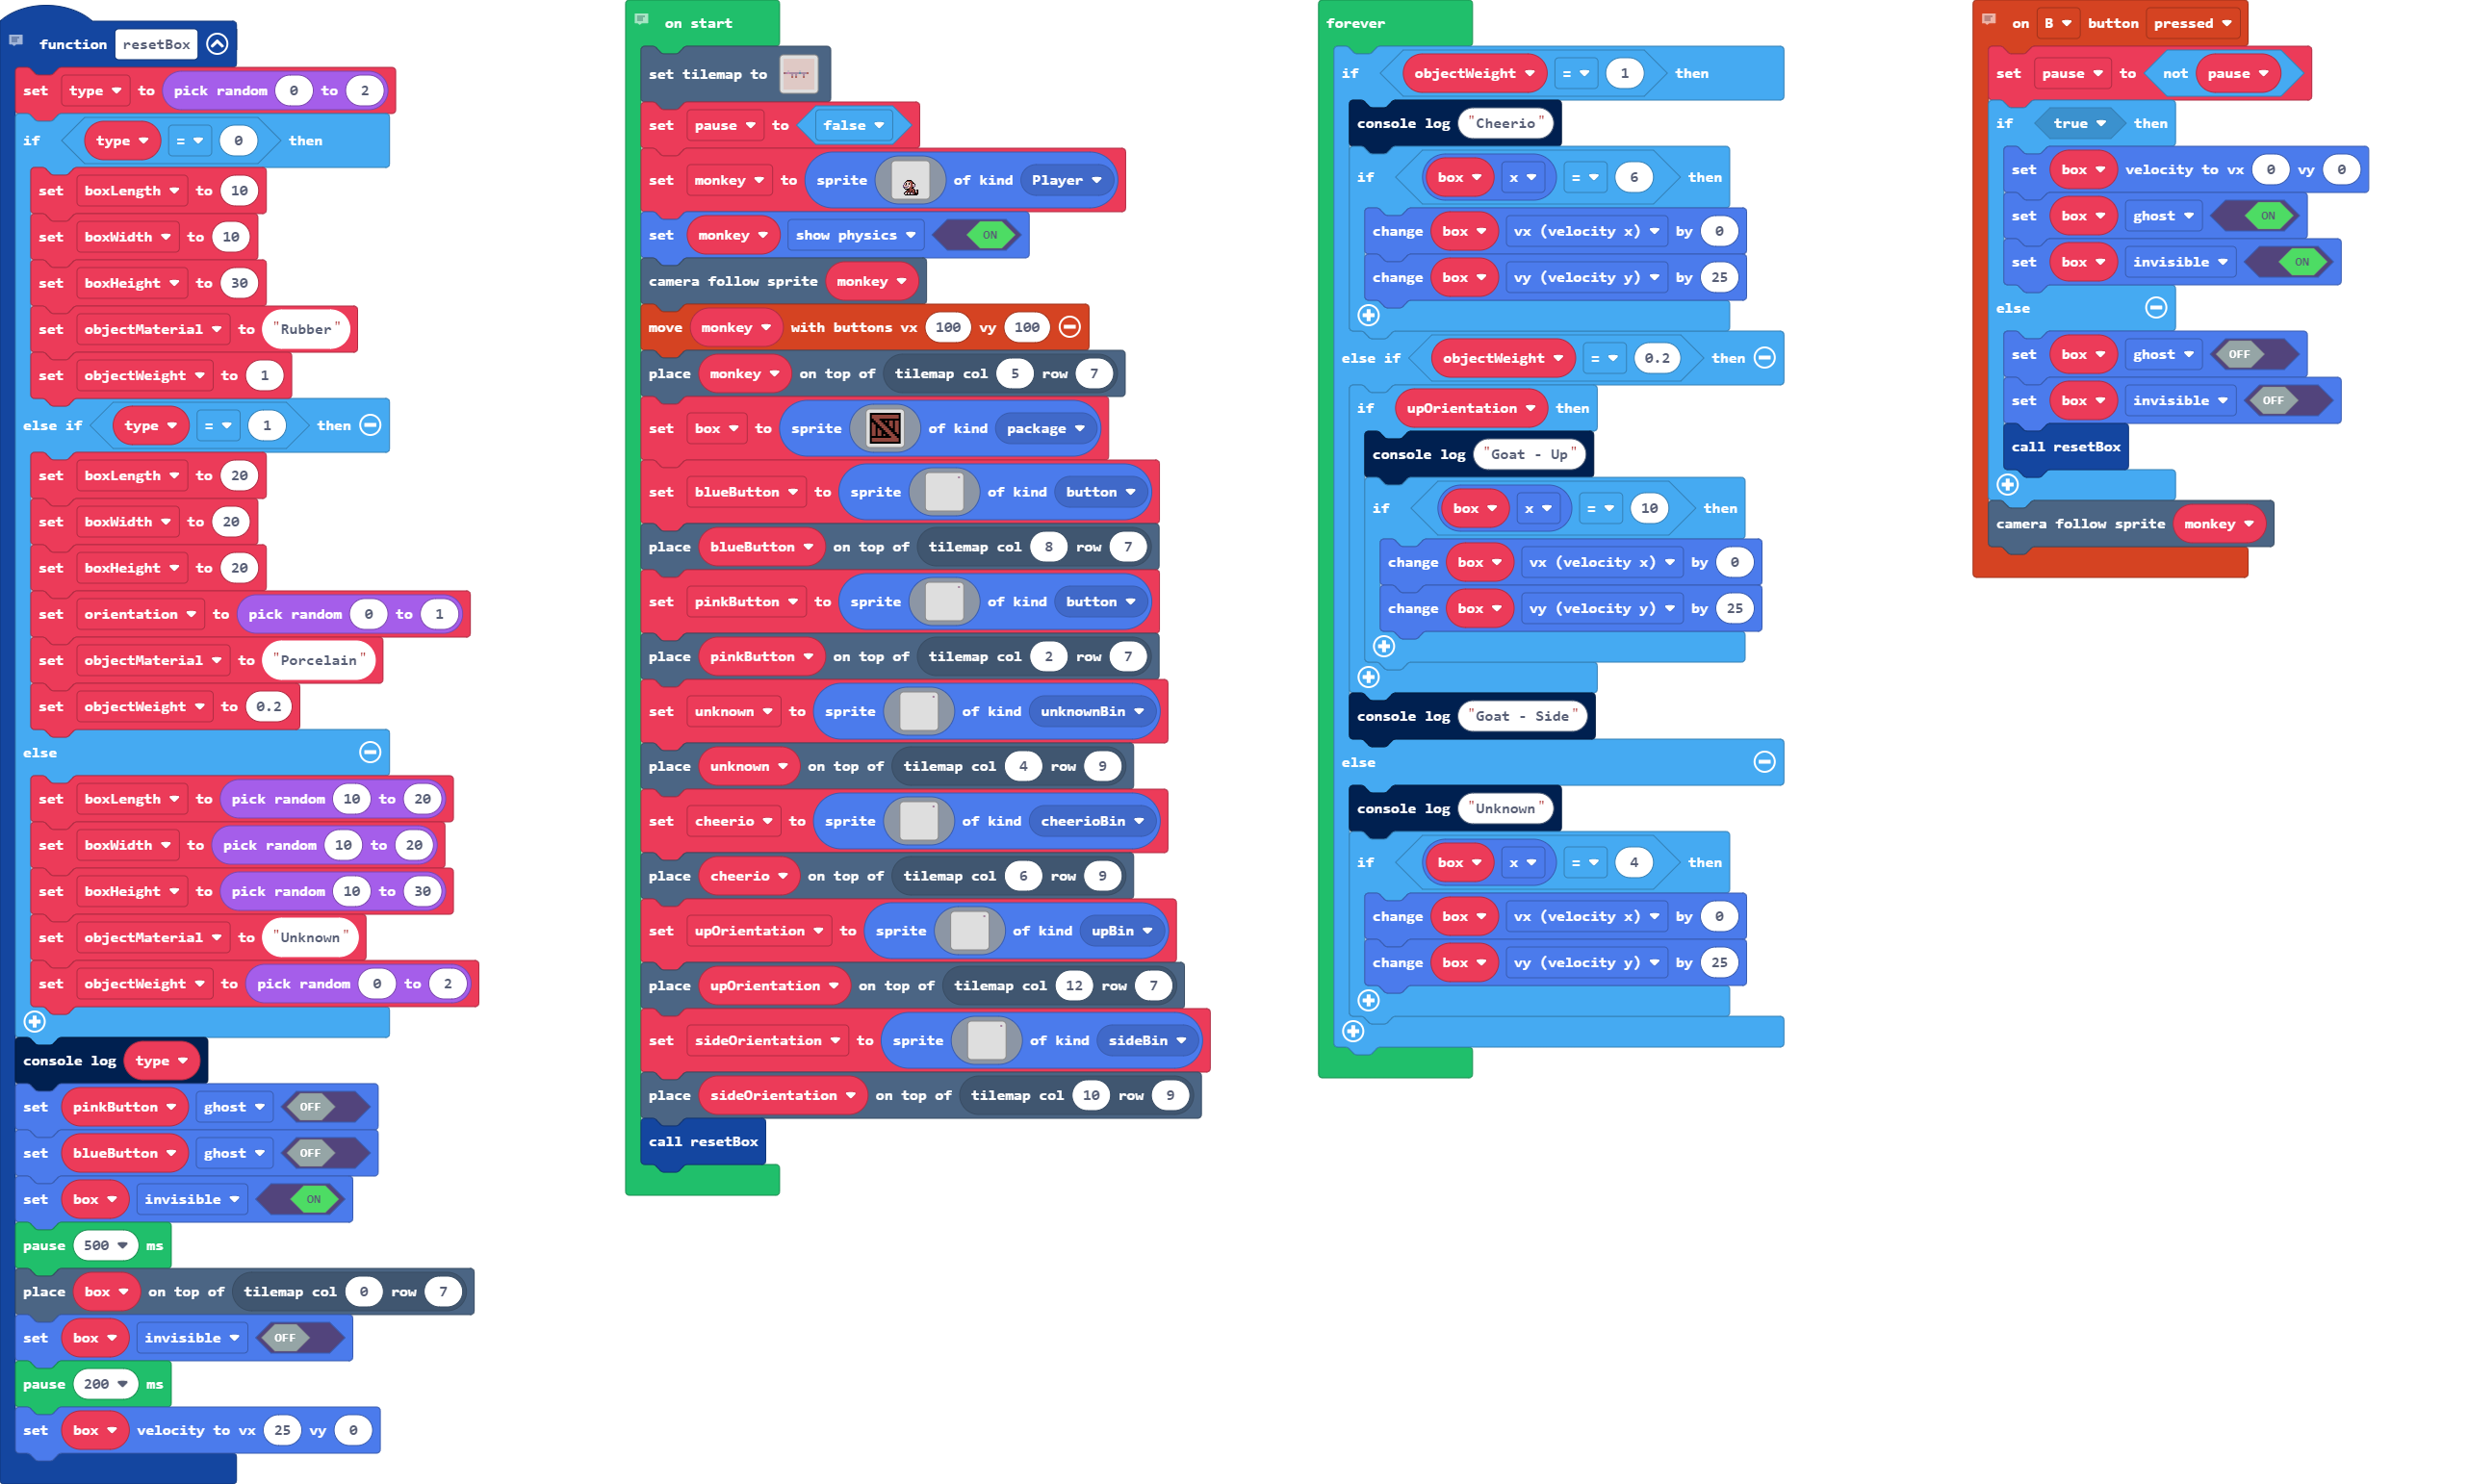 function resetBox
set type to pick random 0 to 2
if type = 0 then
set boxLength to 10
set boxWidth to 10
set boxHeight to 30
set objectMaterial to "Rubber"
set objectWeight to 1
else if type = 1 then
set boxLength to 20
set boxWidth to 20
set boxHeight to 20
set orientation to pick random 0 to 1
set objectMaterial to "Porcelain"
set objectWeight to 0.2
else
set boxLength to pick random 10 to 20
set boxWidth to pick random 10 to 20
set boxHeight to pick random 10 to 30
set objectMaterial to "Unknown"
set objectWeight to pick random 0 to 2
console log type
set pinkButton ghost OFF
set blueButton ghost OFF
set box invisible ON
pause 500 ms
place box on top of tilemap col 0 row 7
set box invisible OFF
pause 200 ms
set box velocity to vx 25 vy 0
on start
set tilemap to
set pause to false
set monkey to sprite of kind Player
set monkey show physics ON
camera follow sprite monkey
move monkey with buttons vx 100 vy 100
place monkey on top of tilemap col 5 row 7
set box to sprite of kind package
set blueButton to sprite of kind button
place blueButton on top of tilemap col 8 row 7
set pinkButton to sprite of kind button
place pinkButton on top of tilemap col 2 row 7
set unknown to sprite of kind unknownBin
place unknown on top of tilemap col 4 row 9
set cheerio to sprite of kind cheerioBin
place cheerio on top of tilemap col 6 row 9
set upOrientation to sprite of kind upBin
place upOrientation on top of tilemap col 12 row 7
set sideOrientation to sprite of kind sideBin
place sideOrientation on top of tilemap col 10 row 9
call resetBox
forever
if objectWeight = 1 then
console log "Cheerio"
if box x = 6 then
change box vx (velocity x) by 0
change box vy (velocity y) by 25
else if objectWeight = 0.2 then
if upOrientation then
console log "Goat - Up"
if box x = 10 then
change box vx (velocity x) by 0
change box vy (velocity y) by 25
console log "Goat - Side"
else
console log "Unknown"
if box x = 4 then
change box vx (velocity x) by 0
change box vy (velocity y) by 25
on B button pressed
set pause to not pause
if true then
set box velocity to vx 0 vy 0
set box ghost ON
set box invisible ON
else
set box ghost OFF
set box invisible OFF
call resetBox
camera follow sprite monkey